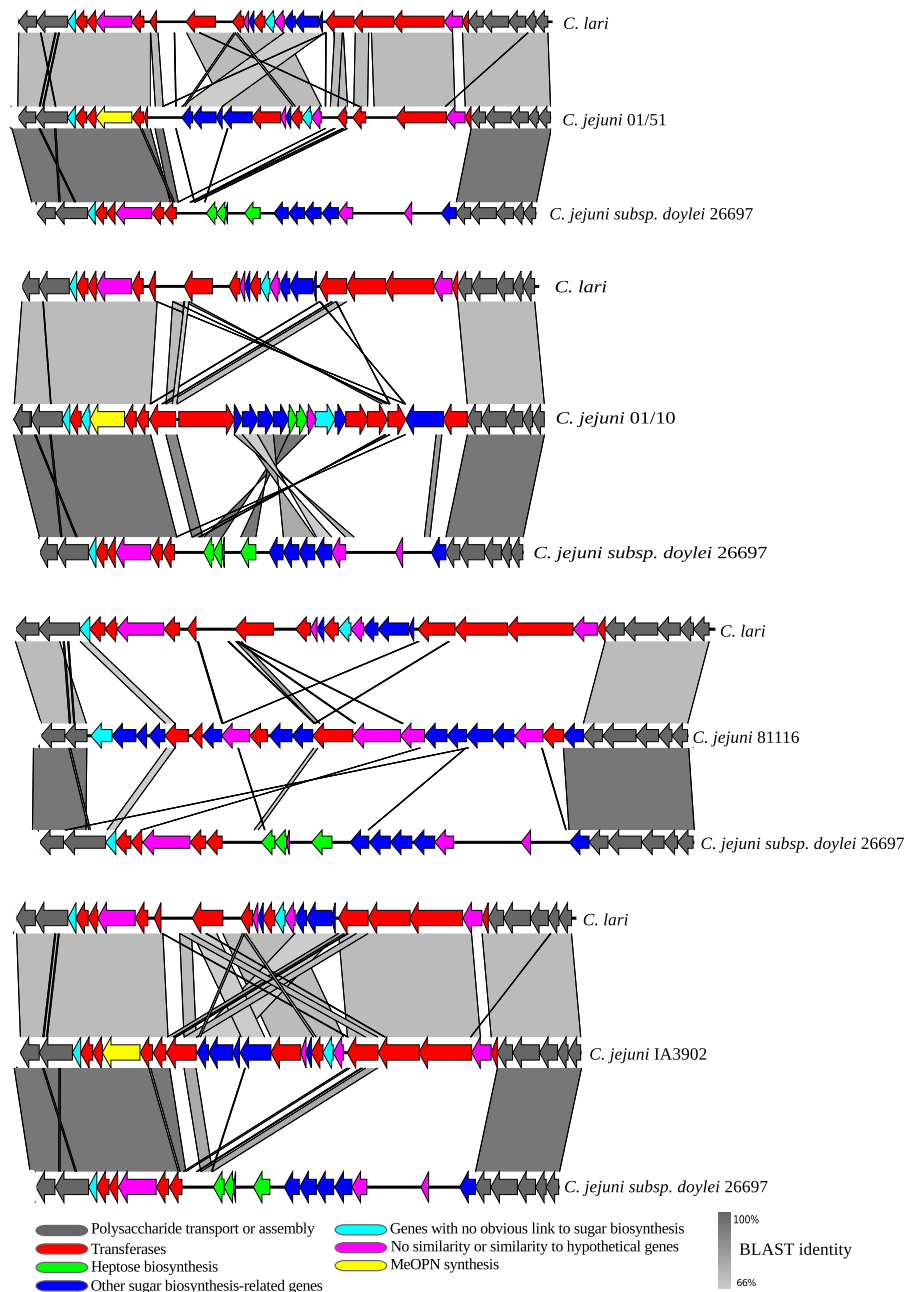 C. lari
C. jejuni 01/51
C. jejuni subsp. doylei 26697
C. lari
C. jejuni 01/10
C. jejuni subsp. doylei 26697
C. lari
C. jejuni 81116
C. jejuni subsp. doylei 26697
C. lari
C. jejuni IA3902
C. jejuni subsp. doylei 26697
Polysaccharide transport or assembly
Transferases
Heptose biosynthesis
Other sugar biosynthesis-related genes
Genes with no obvious link to sugar biosynthesis
No similarity or similarity to hypothetical genes
MeOPN synthesis
100%
BLAST identity
66%